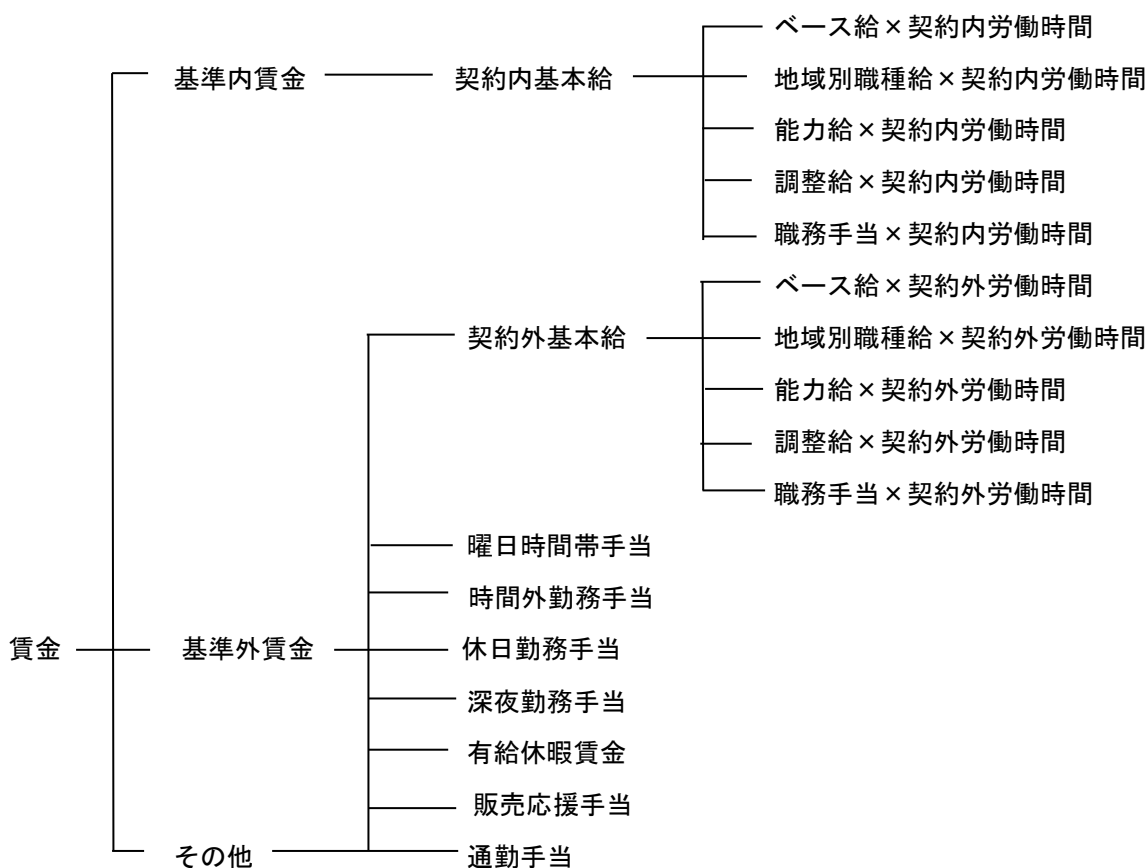 ベース給×契約内労働時間
基準内賃金 契約内基本給 地域別職種給×契約内労働時間
能力給×契約内労働時間
調整給×契約内労働時間
職務手当×契約内労働時間
ベース給×契約外労働時間
契約外基本給 地域別職種給×契約外労働時間
能力給×契約外労働時間
調整給×契約外労働時間
職務手当×契約外労働時間
曜日時間帯手当
時間外勤務手当
賃金 基準外賃金 休日勤務手当
深夜勤務手当
有給休暇賃金
販売応援手当
その他 通勤手当